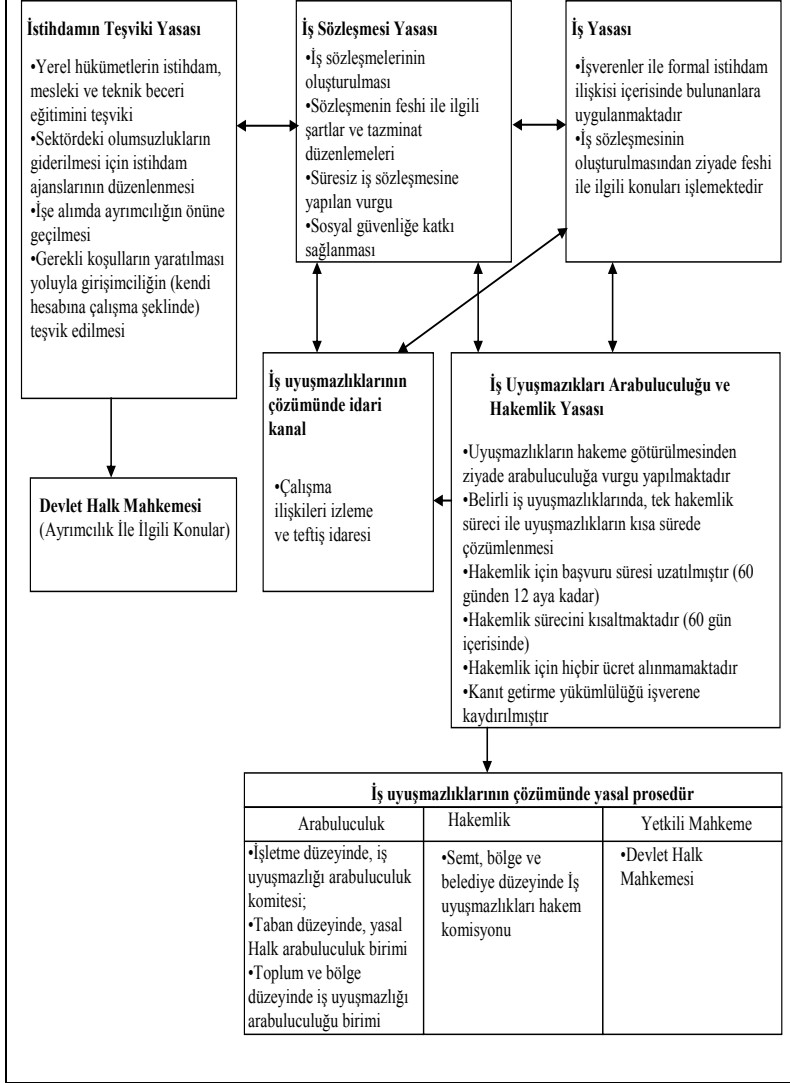 İstihdamın Teşviki Yasası
•Yerel hükümetlerin istihdam,
mesleki ve teknik beceri
eğitimini teşviki
•Sektördeki olumsuzlukların
giderilmesi için istihdam
ajanslarının düzenlenmesi
•İşe alımda ayrımcılığın önüne
geçilmesi
•Gerekli koşulların yaratılması
yoluyla girişimciliğin (kendi
hesabına çalışma şeklinde)
teşvik edilmesi
İş Sözleşmesi Yasası
•İş sözleşmelerinin
oluşturulması
•Sözleşmenin feshi ile ilgili
şartlar ve tazminat
düzenlemeleri
•Süresiz iş sözleşmesine
yapılan vurgu
•Sosyal güvenliğe katkı
sağlanması
İş Yasası
•İşverenler ile formal istihdam
ilişkisi içerisinde bulunanlara
uygulanmaktadır
•İş sözleşmesinin
oluşturulmasından ziyade feshi
ile ilgili konuları işlemektedir
Devlet Halk Mahkemesi
(Ayrımcılık İle İlgili Konular)
İş uyuşmazlıklarının
çözümünde idari
kanal
•Çalışma
ilişkileri izleme
ve teftiş idaresi
İş Uyuşmazıkları Arabuluculuğu ve
Hakemlik Yasası
•Uyuşmazlıkların hakeme götürülmesinden
ziyade arabuluculuğa vurgu yapılmaktadır
•Belirli iş uyuşmazlıklarında, tek hakemlik
süreci ile uyuşmazlıkların kısa sürede
çözümlenmesi
•Hakemlik için başvuru süresi uzatılmıştır (60
günden 12 aya kadar)
•Hakemlik sürecini kısaltmaktadır (60 gün
içerisinde)
•Hakemlik için hiçbir ücret alınmamaktadır
•Kanıt getirme yükümlülüğü işverene
kaydırılmıştır
İş uyuşmazlıklarının çözümünde yasal prosedür
Arabuluculuk
•İşletme düzeyinde, iş
uyuşmazlığı arabuluculuk
komitesi;
•Taban düzeyinde, yasal
Halk arabuluculuk birimi
•Toplum ve bölge
düzeyinde iş uyuşmazlığı
arabuluculuğu birimi
Hakemlik
•Semt, bölge ve
belediye düzeyinde İş
uyuşmazlıkları hakem
komisyonu
Yetkili Mahkeme
•Devlet Halk
Mahkemesi